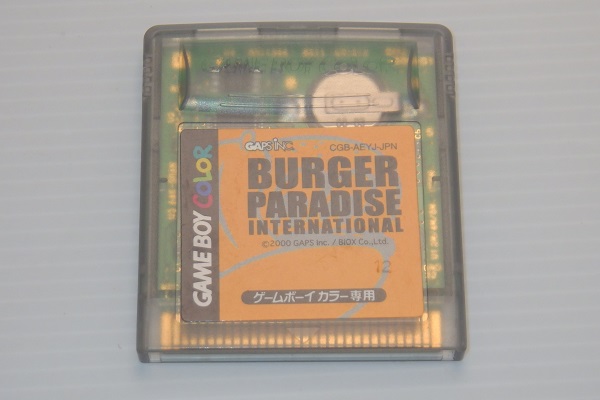 GAPS INC.
CGB-AEYJ-JPN
BURGER
PARADISE
INTERNATIONAL
©2000 GAPS Inc. / BIOX Co.,Ltd.
12
ゲームボーイ カラー専用
GAME BOY COLOR